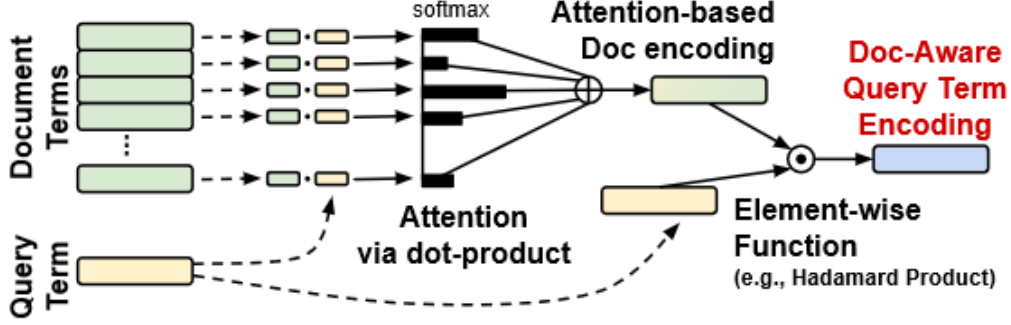 Document
Terms
softmax
Attention-based
Doc encoding
Doc-Aware
Query Term
Encoding
Attention
via dot-product
Element-wise
Function
(e.g., Hadamard Product)
Query
Term